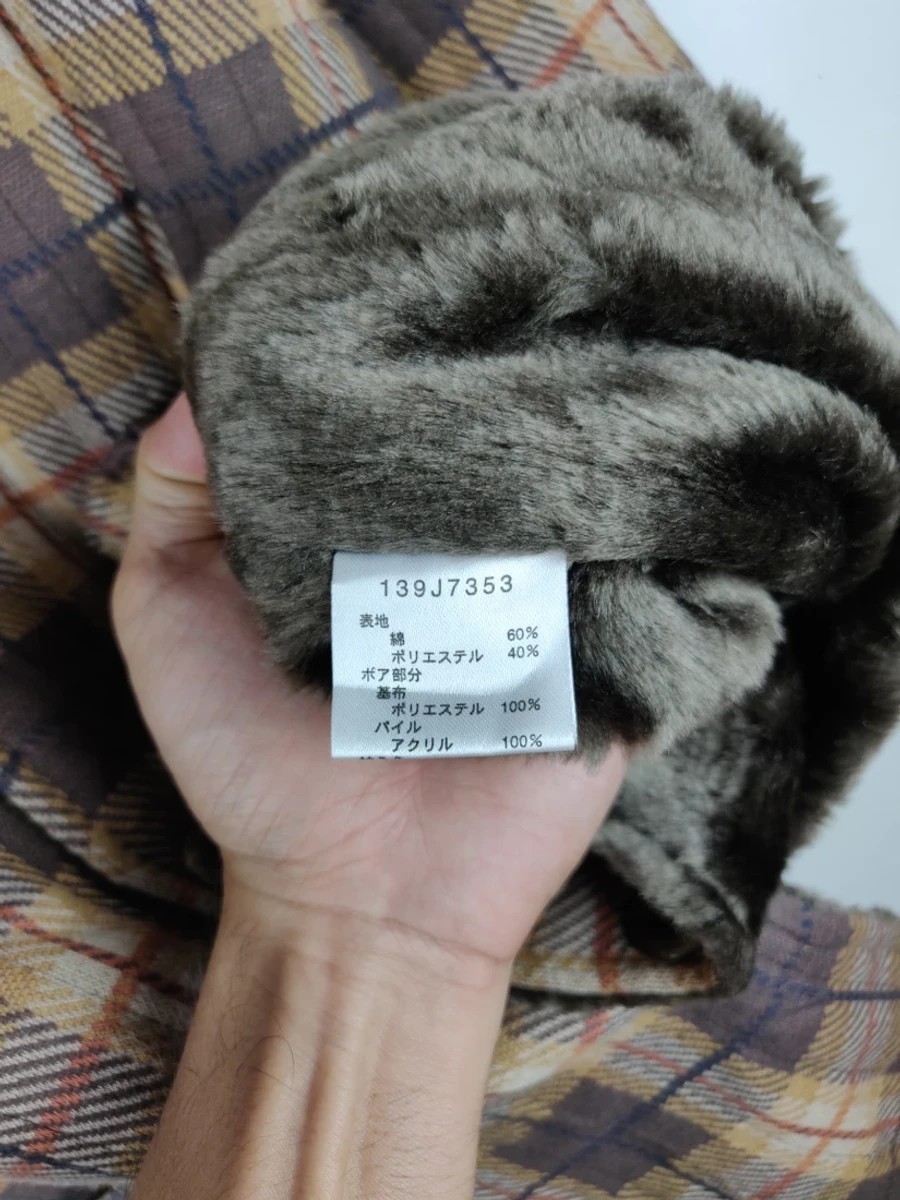 139J7353
表地
綿 60%
ポリエステル 40%
ボア部分
基布
ポリエステル 100%
パイル
アクリル 100%